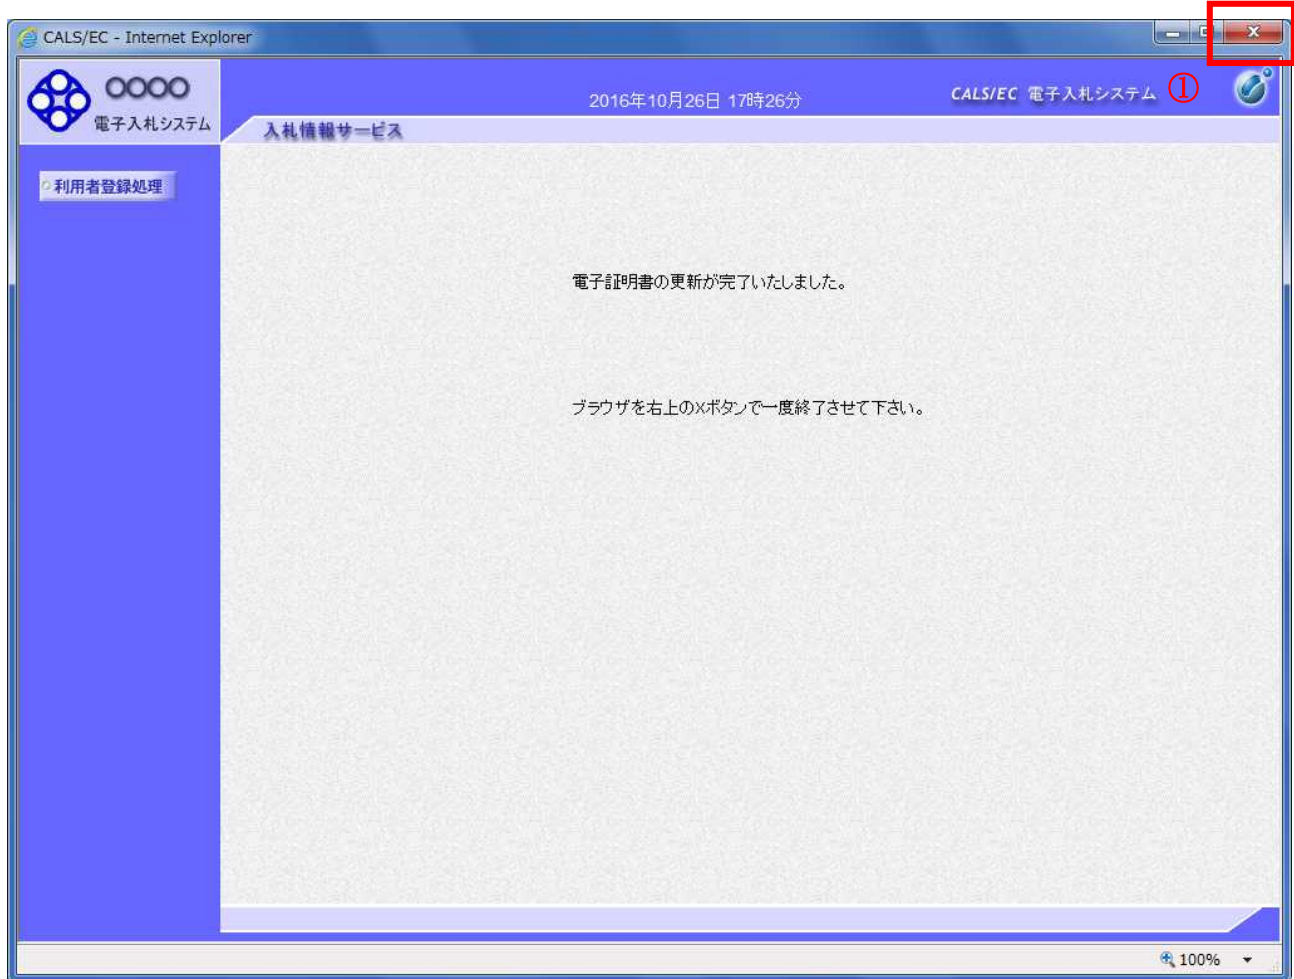 CALS/EC - Internet Explorer
○○○○
電子入札システム
2016年10月26日 17時26分
CALS/EC 電子入札システム
①
入札情報サービス
利用者登録処理
電子証明書の更新が完了いたしました。
ブラウザを右上の×ボタンで一度終了させて下さい。
100%